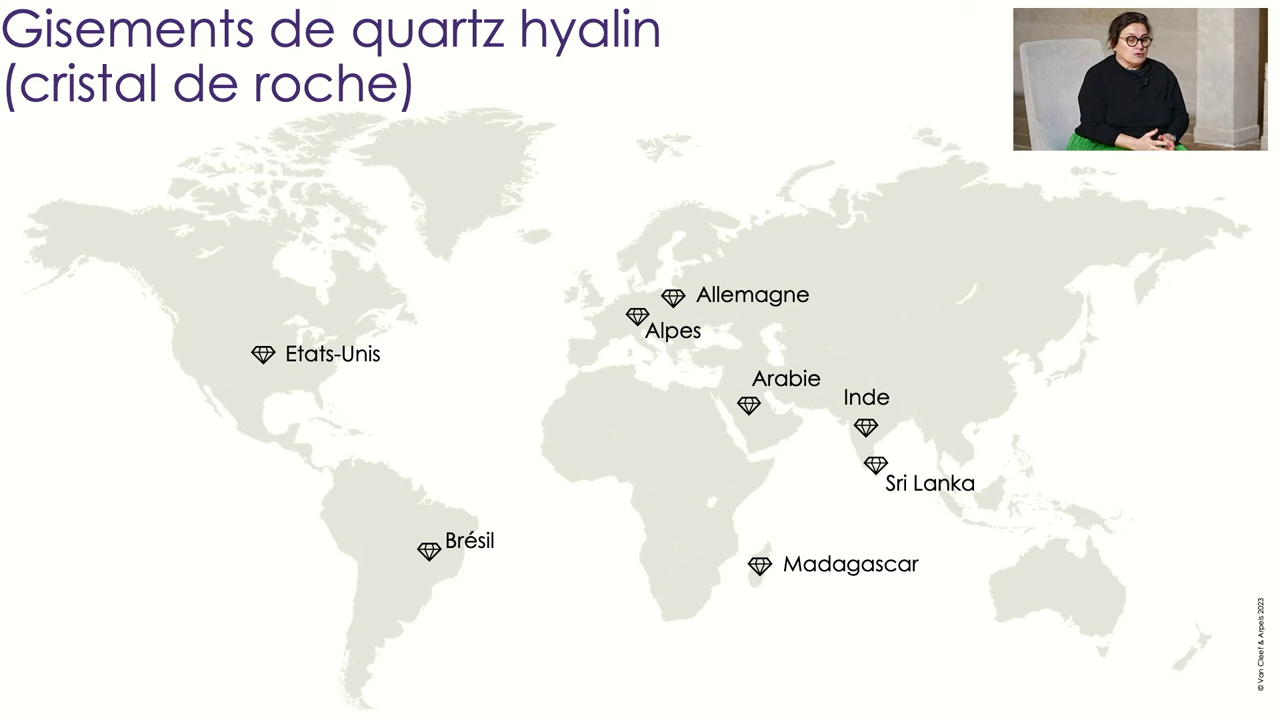 Gisements de quartz hyalin
(cristal de roche)
Allemagne
Alpes
Etats-Unis
Arabie
Inde
Sri Lanka
Brésil
Madagascar
© Van Cleef & Arpels 2023